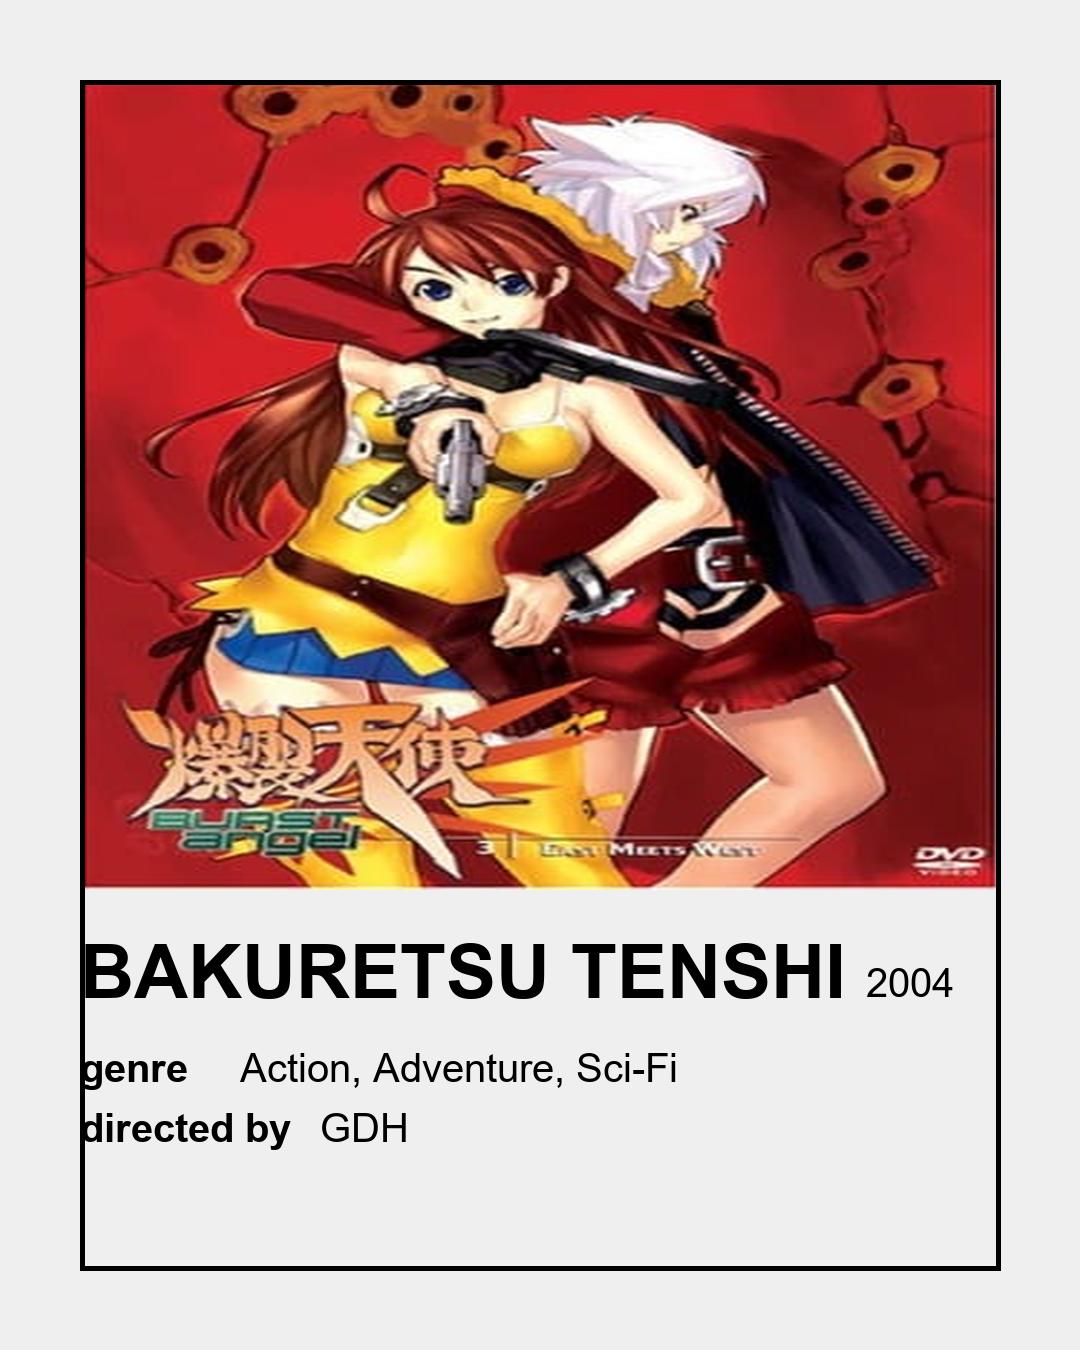 爆裂天使
BURST
angel
3 EAST MEETS WEST
DVD
VIDEO
BAKURETSU TENSHI 2004
genre Action, Adventure, Sci-Fi
directed by GDH